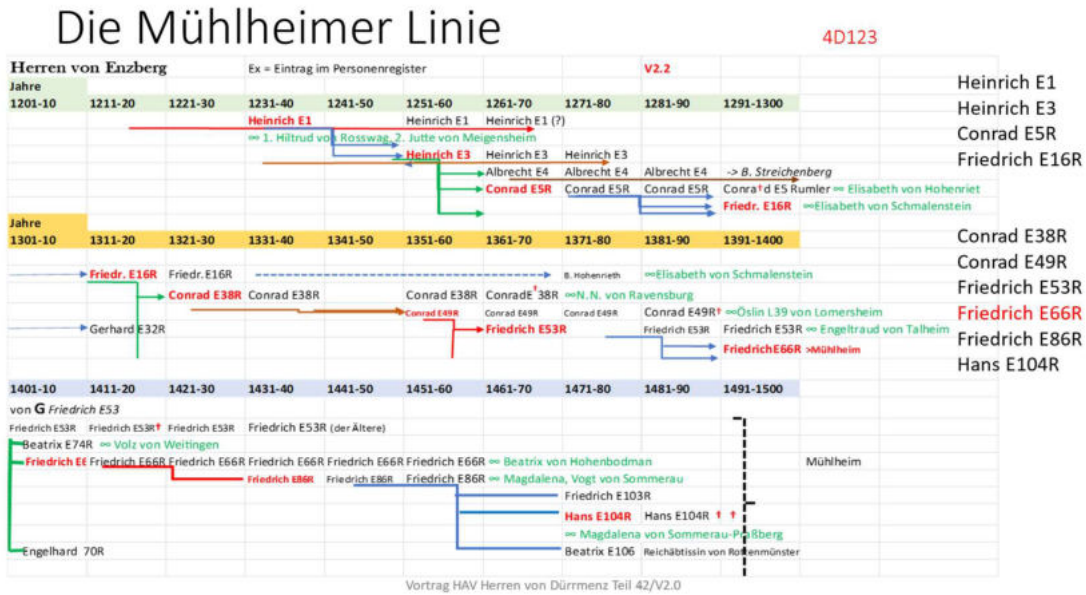 Die Mühlheimer Linie
4D123
Herren von Enzberg Ex = Eintrag im Personenregister V2.2
Jahre
1201-10 1211-20 1221-30 1231-40 1241-50 1251-60 1261-70 1271-80 1281-90 1291-1300
Heinrich E1 Heinrich E1 Heinrich E1 (?)
∞ 1. Hiltrud von Rosswag, 2. Jutte von Meigensheim
Heinrich E3 Heinrich E3 Heinrich E3
Albrecht E4 Albrecht E4 Albrecht E4 -> B. Streichenberg
Conrad E5R Conrad E5R Conrad E5R Conra†d E5 Rumler ∞ Elisabeth von Hohenriet
Friedr. E16R ∞Elisabeth von Schmalenstein
Heinrich E1
Heinrich E3
Conrad E5R
Friedrich E16R
Jahre
1301-10 1311-20 1321-30 1331-40 1341-50 1351-60 1361-70 1371-80 1381-90 1391-1400
Friedr. E16R Friedr. E16R B. Hohenrieth ∞Elisabeth von Schmalenstein
Conrad E38R Conrad E38R Conrad E38R ConradE†38R ∞N.N. von Ravensburg
Conrad E49R Conrad E49R Conrad E49R Conrad E49R† ∞Öslin L39 von Lomersheim
Gerhard E32R Friedrich E53R Friedrich E53R Friedrich E53R ∞ Engeltraud von Talheim
FriedrichE66R >Mühlheim
Conrad E38R
Conrad E49R
Friedrich E53R
Friedrich E66R
Friedrich E86R
Hans E104R
1401-10 1411-20 1421-30 1431-40 1441-50 1451-60 1461-70 1471-80 1481-90 1491-1500
von G Friedrich E53
Friedrich E53R Friedrich E53R† Friedrich E53R Friedrich E53R (der Ältere)
Beatrix E74R ∞ Volz von Weitingen
Friedrich E6 Friedrich E66R Friedrich E66R Friedrich E66R Friedrich E66R Friedrich E66R ∞ Beatrix von Hohenbodman Mühlheim
Friedrich E86R Friedrich E86R Friedrich E86R ∞ Magdalena, Vogt von Sommerau
Friedrich E103R
Hans E104R Hans E104R † †
∞ Magdalena von Sommerau-Praßberg
Engelhard 70R Beatrix E106 Reichäbtissin von Rottenmünster
Vortrag HAV Herren von Dürrmenz Teil 42/V2.0